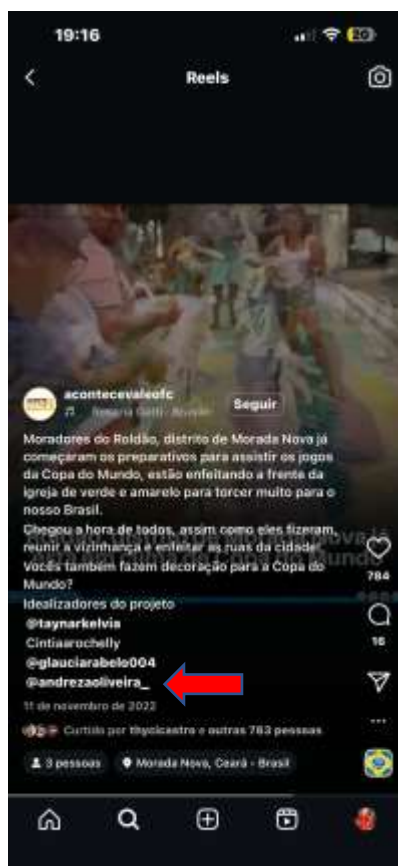 19:16
20
Reels
acontecevaleofc
Seguir
Moradores do Roldão, distrito de Morada Nova já
começaram os preparativos para assistir os jogos
da Copa do Mundo, estão enfeitando a frente da
igreja de verde e amarelo para torcer muito para o
nosso Brasil.
Chegou a hora de todos, assim como eles fizeram,
reunir a vizinhança e enfeitar as ruas da cidade!
Vocês também fazem decoração para a Copa do
Mundo?
784
Idealizadores do projeto
@taynarkelvia
Cintiaarochelly
16
@glauciarabelo004
@andrezaoliveira_
11 de novembro de 2022
Curtido por thycicastro e outras 783 pessoas
3 pessoas
Morada Nova, Ceará - Brasil